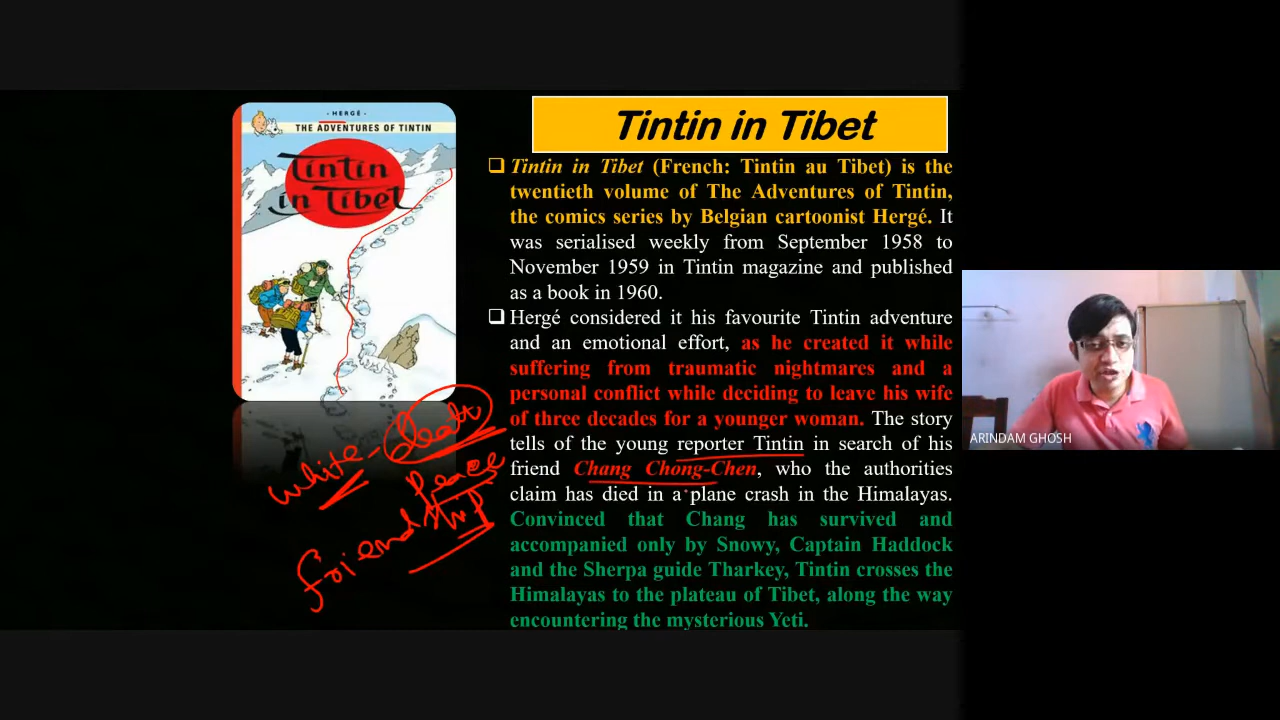 - HERGÉ -
THE ADVENTURES OF TINTIN
Tintin
in Tibet
white - death
Peace
friendship
Tintin in Tibet
❑ Tintin in Tibet (French: Tintin au Tibet) is the
twentieth volume of The Adventures of Tintin,
the comics series by Belgian cartoonist Hergé. It
was serialised weekly from September 1958 to
November 1959 in Tintin magazine and published
as a book in 1960.
❑ Hergé considered it his favourite Tintin adventure
and an emotional effort, as he created it while
suffering from traumatic nightmares and a
personal conflict while deciding to leave his wife
of three decades for a younger woman. The story
tells of the young reporter Tintin in search of his
friend Chang Chong-Chen, who the authorities
claim has died in a plane crash in the Himalayas.
Convinced that Chang has survived and
accompanied only by Snowy, Captain Haddock
and the Sherpa guide Tharkey, Tintin crosses the
Himalayas to the plateau of Tibet, along the way
encountering the mysterious Yeti.
ARINDAM GHOSH